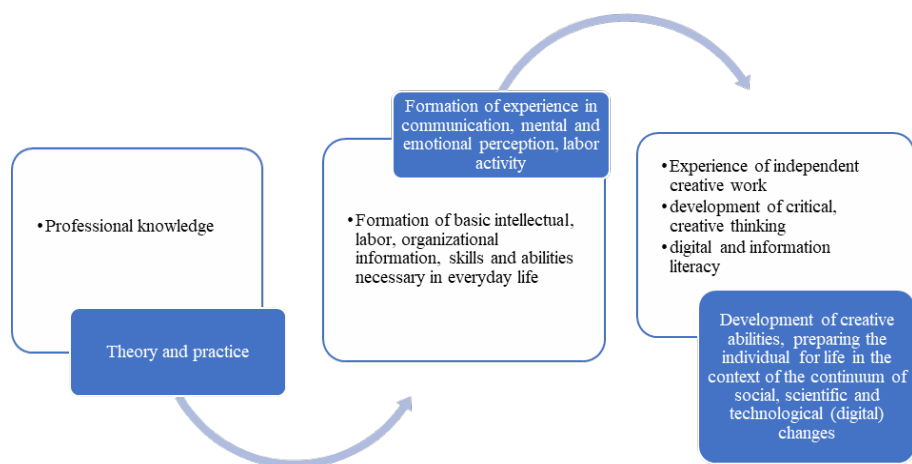 •Professional knowledge
Theory and practice
Formation of experience in
communication, mental and
emotional perception, labor
activity
•Formation of basic intellectual,
labor, organizational
information, skills and abilities
necessary in everyday life
•Experience of independent
creative work
•development of critical,
creative thinking
•digital and information
literacy
Development of creative
abilities, preparing the
individual for life in the
context of the continuum of
social, scientific and
technological (digital)
changes